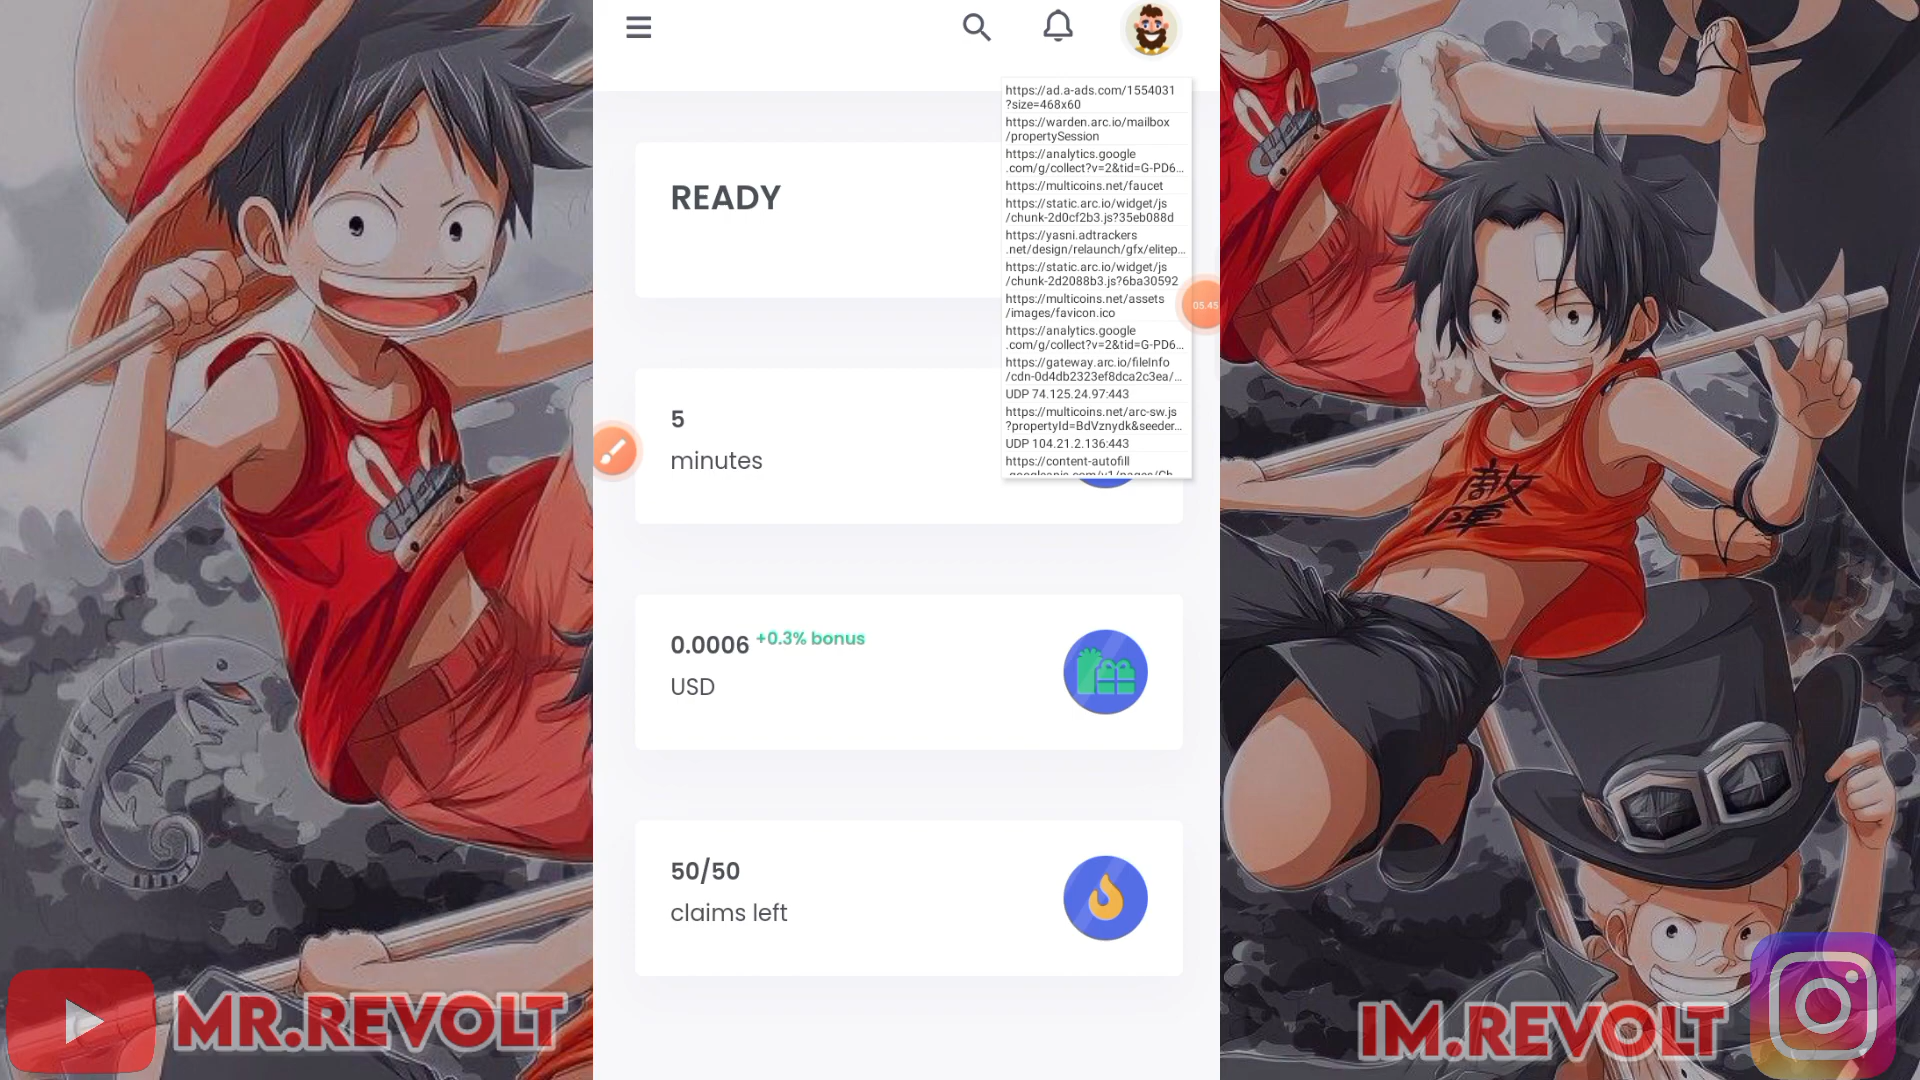 https://ad.a-ads.com/1554031
?size=468x60
https://warden.arc.io/mailbox
/propertySession
https://analytics.google
.com/g/collect?v=2&tid=G-PD6...
https://multicoins.net/faucet
https://static.arc.io/widget/js
/chunk-2d0cf2b3.js?35eb088d
https://yasni.adtrackers
.net/design/relaunch/gfx/elitep...
https://static.arc.io/widget/js
/chunk-2d2088b3.js?6ba30592
https://multicoins.net/assets
/images/favicon.ico
https://analytics.google
.com/g/collect?v=2&tid=G-PD6...
https://gateway.arc.io/fileInfo
/cdn-0d4db2323ef8dca2c3ea/...
UDP 74.125.24.97:443
https://multicoins.net/arc-sw.js
?propertyId=BdVznydk&seeder...
UDP 104.21.2.136:443
https://content-autofill
READY
05:45
5
minutes
0.0006 +0.3% bonus
USD
50/50
claims left
敵
MR.REVOLT
IM.REVOLT